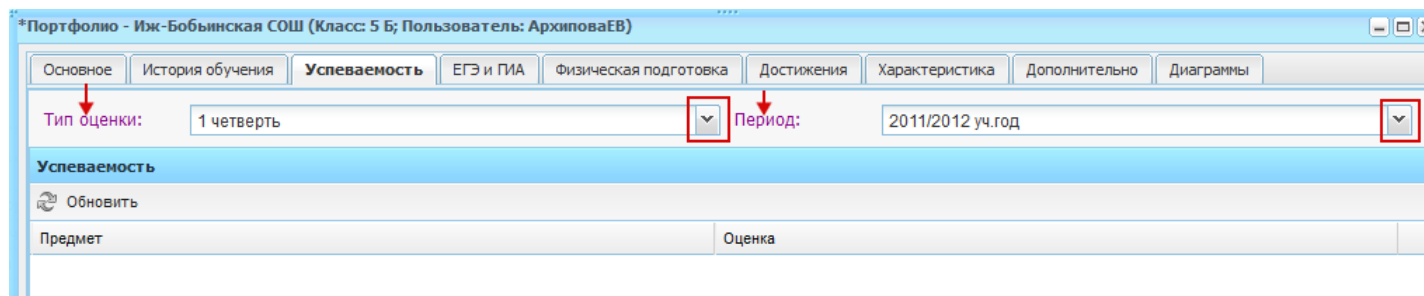 *Портфолио - Иж-Бобьинская СОШ (Класс: 5 Б; Пользователь: АрхиповаЕВ)
Основное История обучения Успеваемость ЕГЭ и ГИА Физическая подготовка Достижения Характеристика Дополнительно Диаграммы
Тип оценки: 1 четверть Период: 2011/2012 уч.год
Успеваемость
Обновить
Предмет Оценка